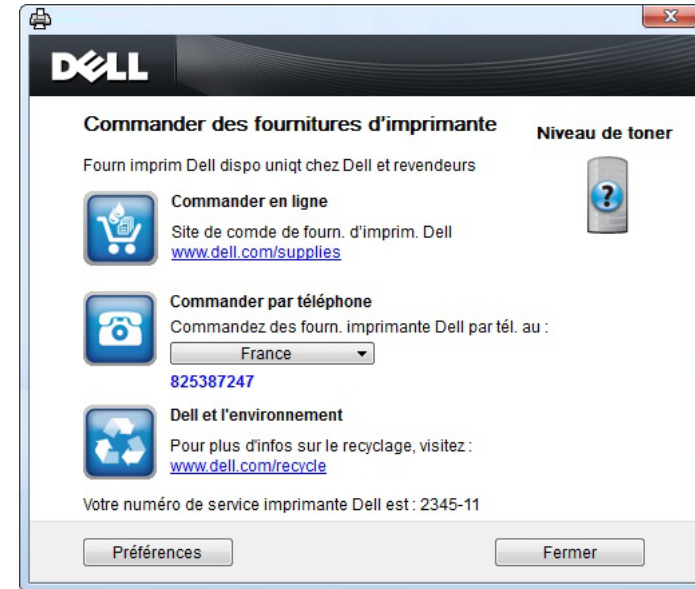 DELL
Commander des fournitures d'imprimante
Niveau de toner
Fourn imprim Dell dispo uniqt chez Dell et revendeurs
?
Commander en ligne
Site de comde de fourn. d'imprim. Dell
www.dell.com/supplies
Commander par téléphone
Commandez des fourn. imprimante Dell par tél. au :
France
825387247
Dell et l'environnement
Pour plus d'infos sur le recyclage, visitez :
www.dell.com/recycle
Votre numéro de service imprimante Dell est : 2345-11
Préférences
Fermer